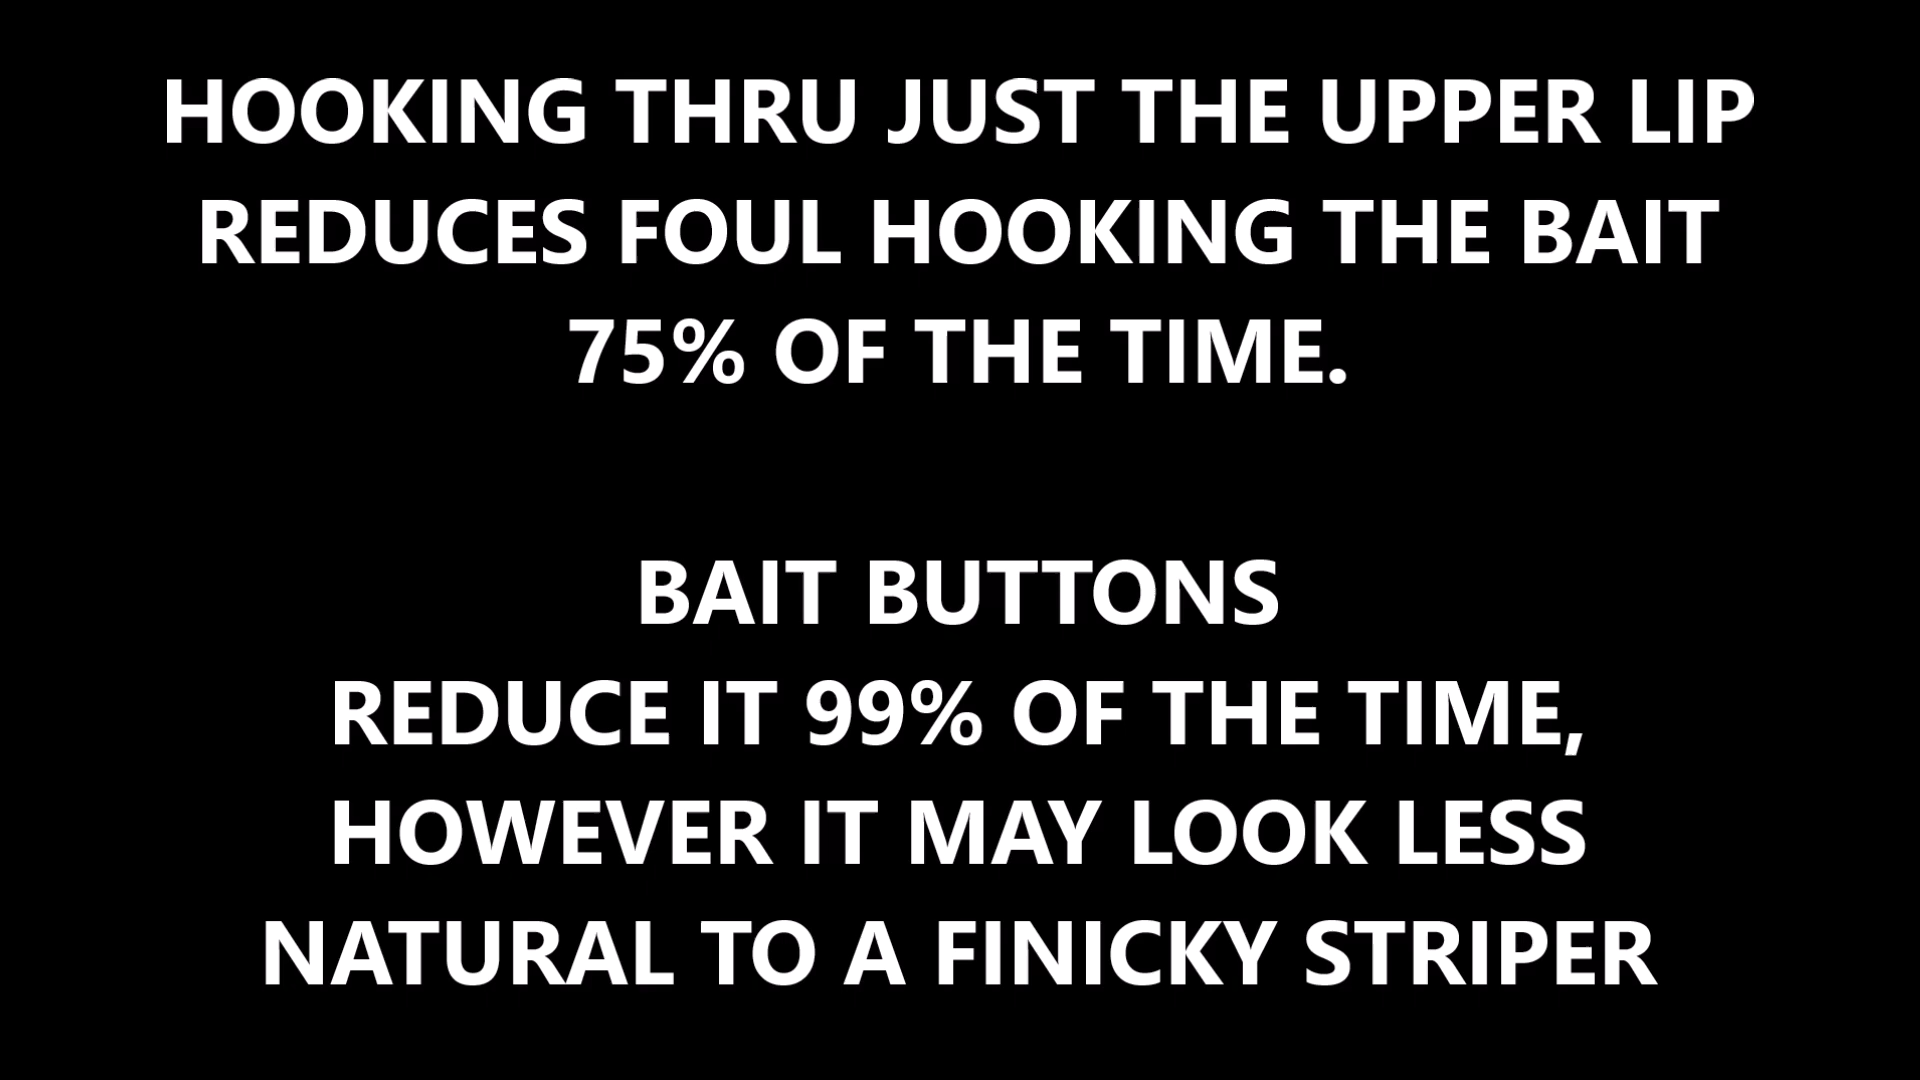 HOOKING THRU JUST THE UPPER LIP
REDUCES FOUL HOOKING THE BAIT
75% OF THE TIME.
BAIT BUTTONS
REDUCE IT 99% OF THE TIME,
HOWEVER IT MAY LOOK LESS
NATURAL TO A FINICKY STRIPER